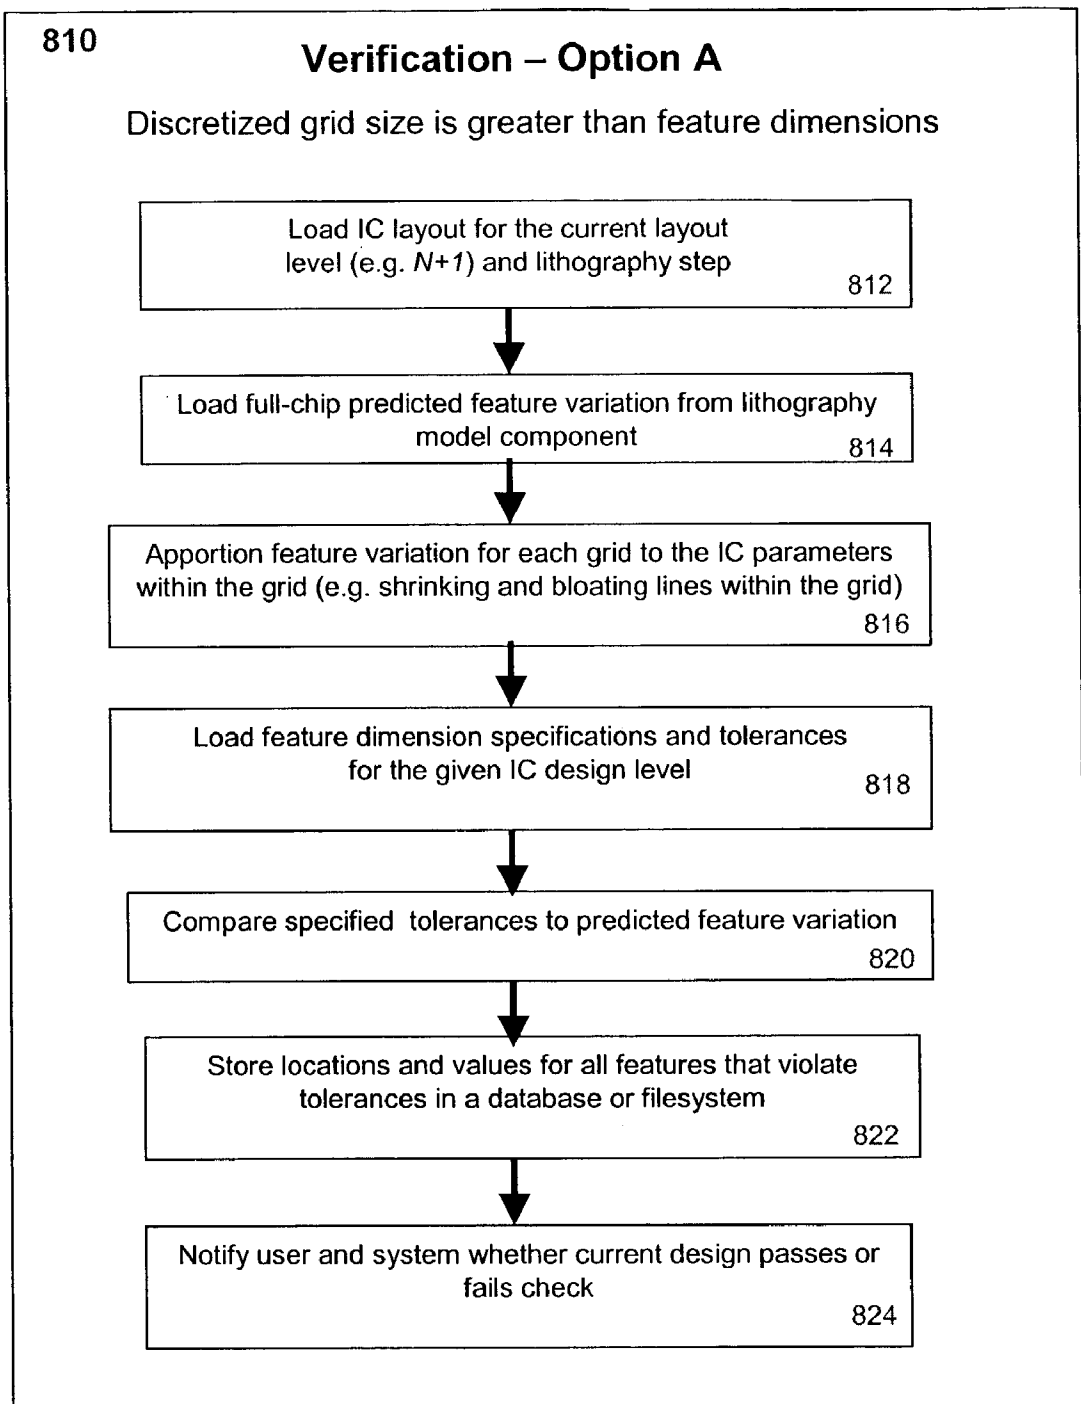 810
Verification – Option A
Discretized grid size is greater than feature dimensions
Load IC layout for the current layout
level (e.g. N+1) and lithography step
812
Load full-chip predicted feature variation from lithography
model component
814
Apportion feature variation for each grid to the IC parameters
within the grid (e.g. shrinking and bloating lines within the grid)
816
Load feature dimension specifications and tolerances
for the given IC design level
818
Compare specified tolerances to predicted feature variation
820
Store locations and values for all features that violate
tolerances in a database or filesystem
822
Notify user and system whether current design passes or
fails check
824